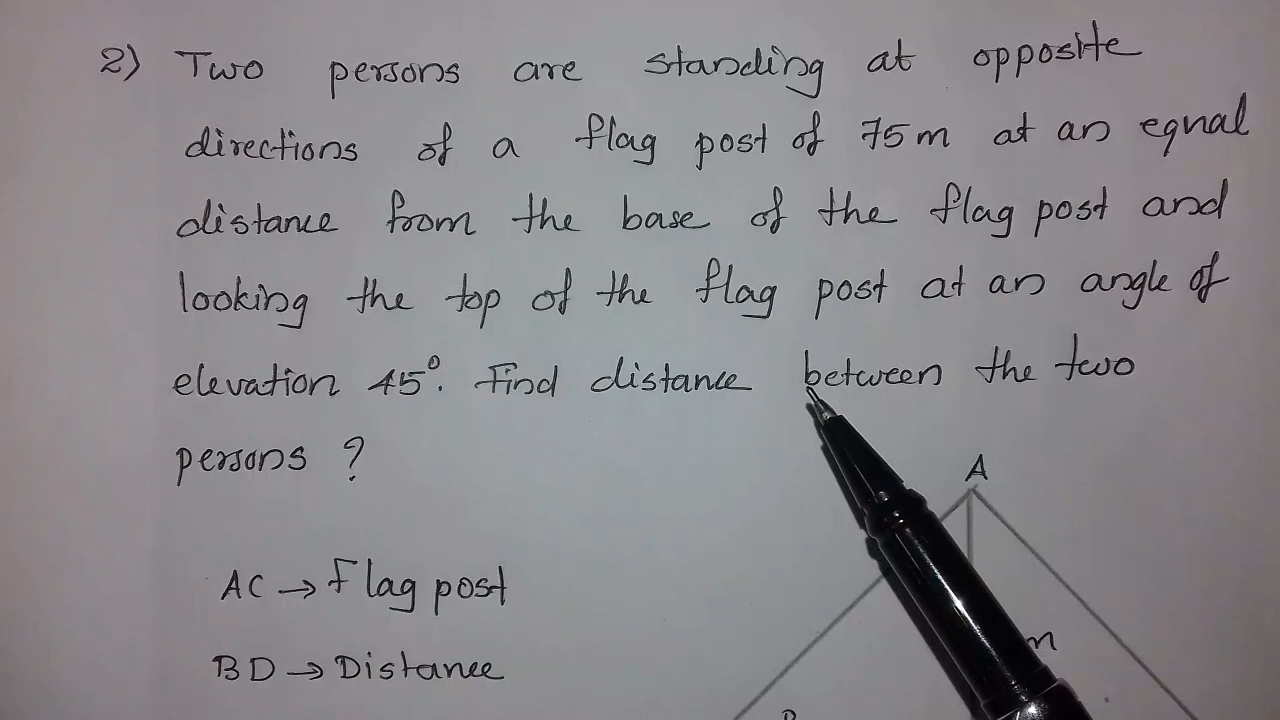 2) Two persons are standing at opposite
directions of a flag post of 75m at an equal
distance from the base of the flag post and
looking the top of the flag post at an angle of
elevation 45°. Find distance between the two
persons ?
A
AC → Flag post
m
BD → Distance